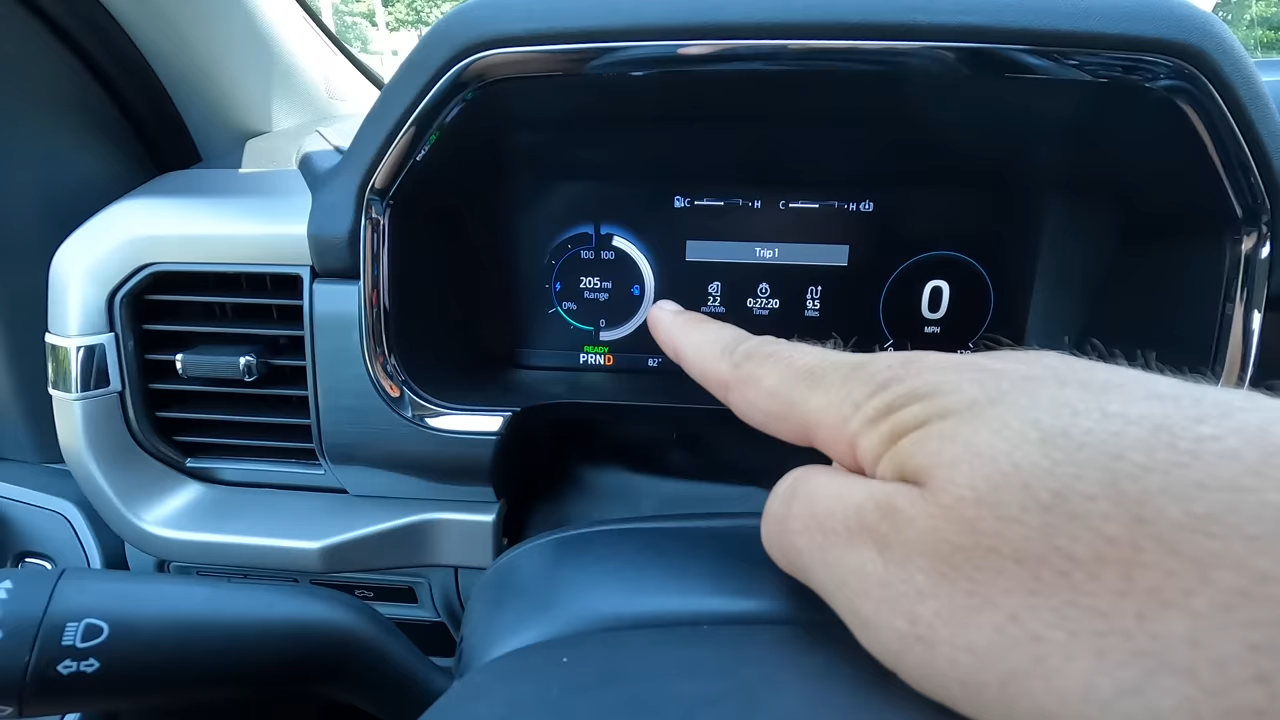 C H C H
Trip 1
100 100
205 mi
Range
0%
0
2.2
mi/kWh
0:27:20
Timer
9.5
Miles
0
MPH
READY
PRND
82°